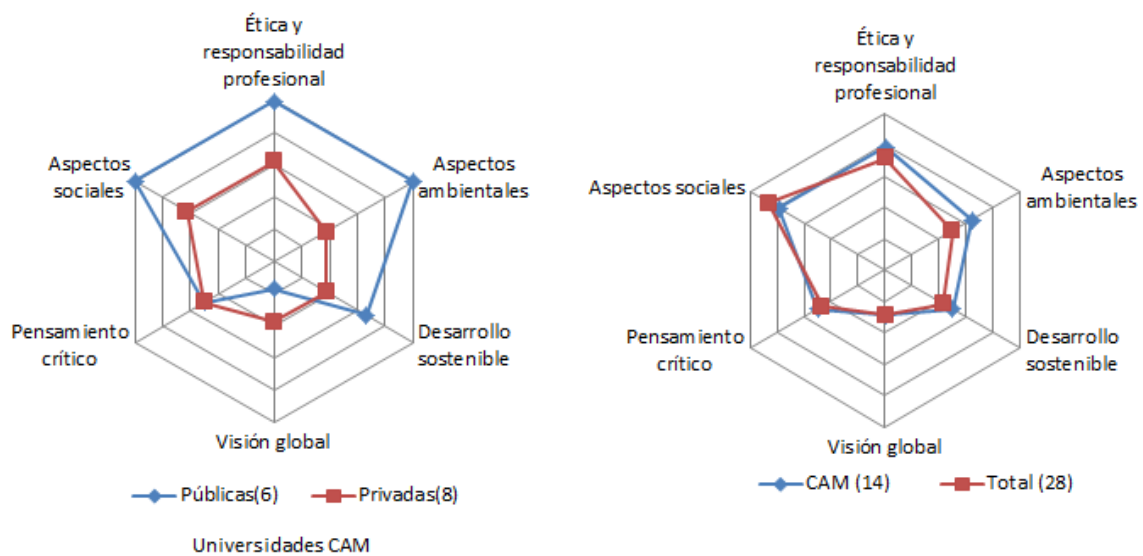 Ética y
responsabilidad
profesional
Aspectos
sociales
Aspectos
ambientales
Pensamiento
crítico
Desarrollo
sostenible
Visión global
Públicas(6)
Privadas(8)
Universidades CAM
Ética y
responsabilidad
profesional
Aspectos sociales
Aspectos
ambientales
Pensamiento
crítico
Desarrollo
sostenible
Visión global
CAM (14)
Total (28)